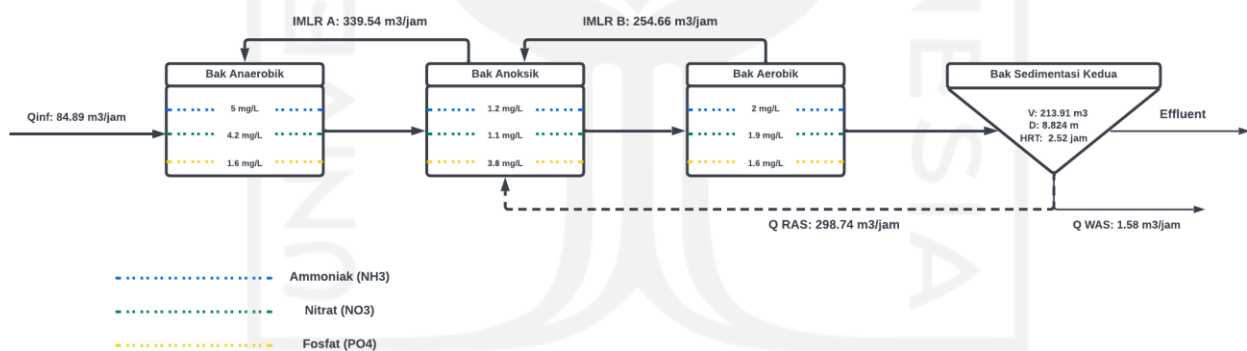 IMLR A: 339.54 m3/jam
IMLR B: 254.66 m3/jam
Bak Anaerobik
Bak Anoksik
Bak Aerobik
Bak Sedimentasi Kedua
Qinf: 84.89 m3/jam
5 mg/L
4.2 mg/L
1.6 mg/L
1.2 mg/L
1.1 mg/L
3.8 mg/L
2 mg/L
1.9 mg/L
1.6 mg/L
V: 213.91 m3
D: 8.824 m
HRT: 2.52 jam
Effluent
Q RAS: 298.74 m3/jam
Q WAS: 1.58 m3/jam
Ammoniak (NH3)
Nitrat (NO3)
Fosfat (PO4)